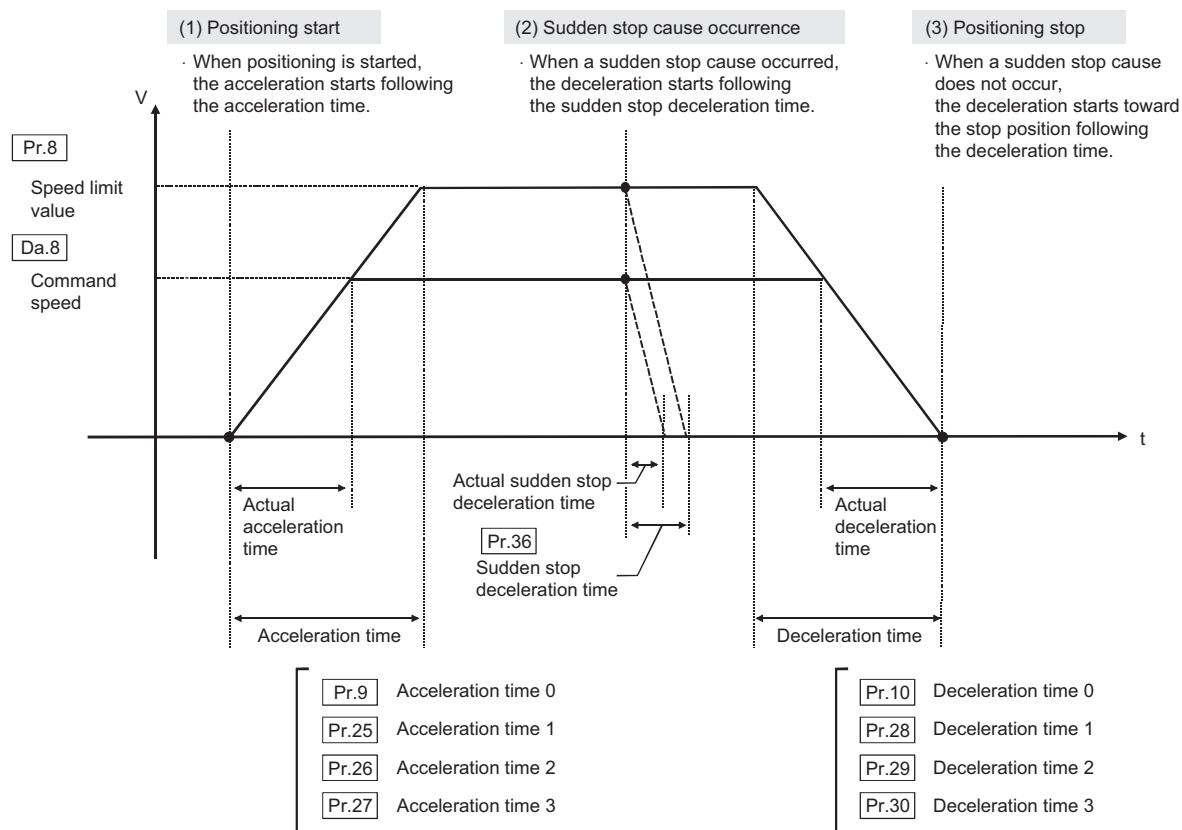 (1) Positioning start
· When positioning is started,
the acceleration starts following
the acceleration time.
(2) Sudden stop cause occurrence
· When a sudden stop cause occurred,
the deceleration starts following
the sudden stop deceleration time.
(3) Positioning stop
· When a sudden stop cause
does not occur,
the deceleration starts toward
the stop position following
the deceleration time.
V
Pr.8
Speed limit
value
Da.8
Command
speed
t
Actual
acceleration
time
Actual sudden stop
deceleration time
Pr.36
Sudden stop
deceleration time
Actual
deceleration
time
Acceleration time
Deceleration time
Pr.9 Acceleration time 0
Pr.25 Acceleration time 1
Pr.26 Acceleration time 2
Pr.27 Acceleration time 3
Pr.10 Deceleration time 0
Pr.28 Deceleration time 1
Pr.29 Deceleration time 2
Pr.30 Deceleration time 3